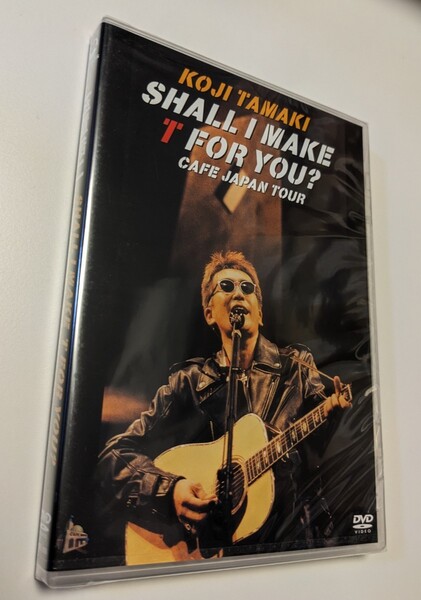 KOJI TAMAKI
SHALL I MAKE
T FOR YOU?
CAFE JAPAN TOUR
DVD
VIDEO